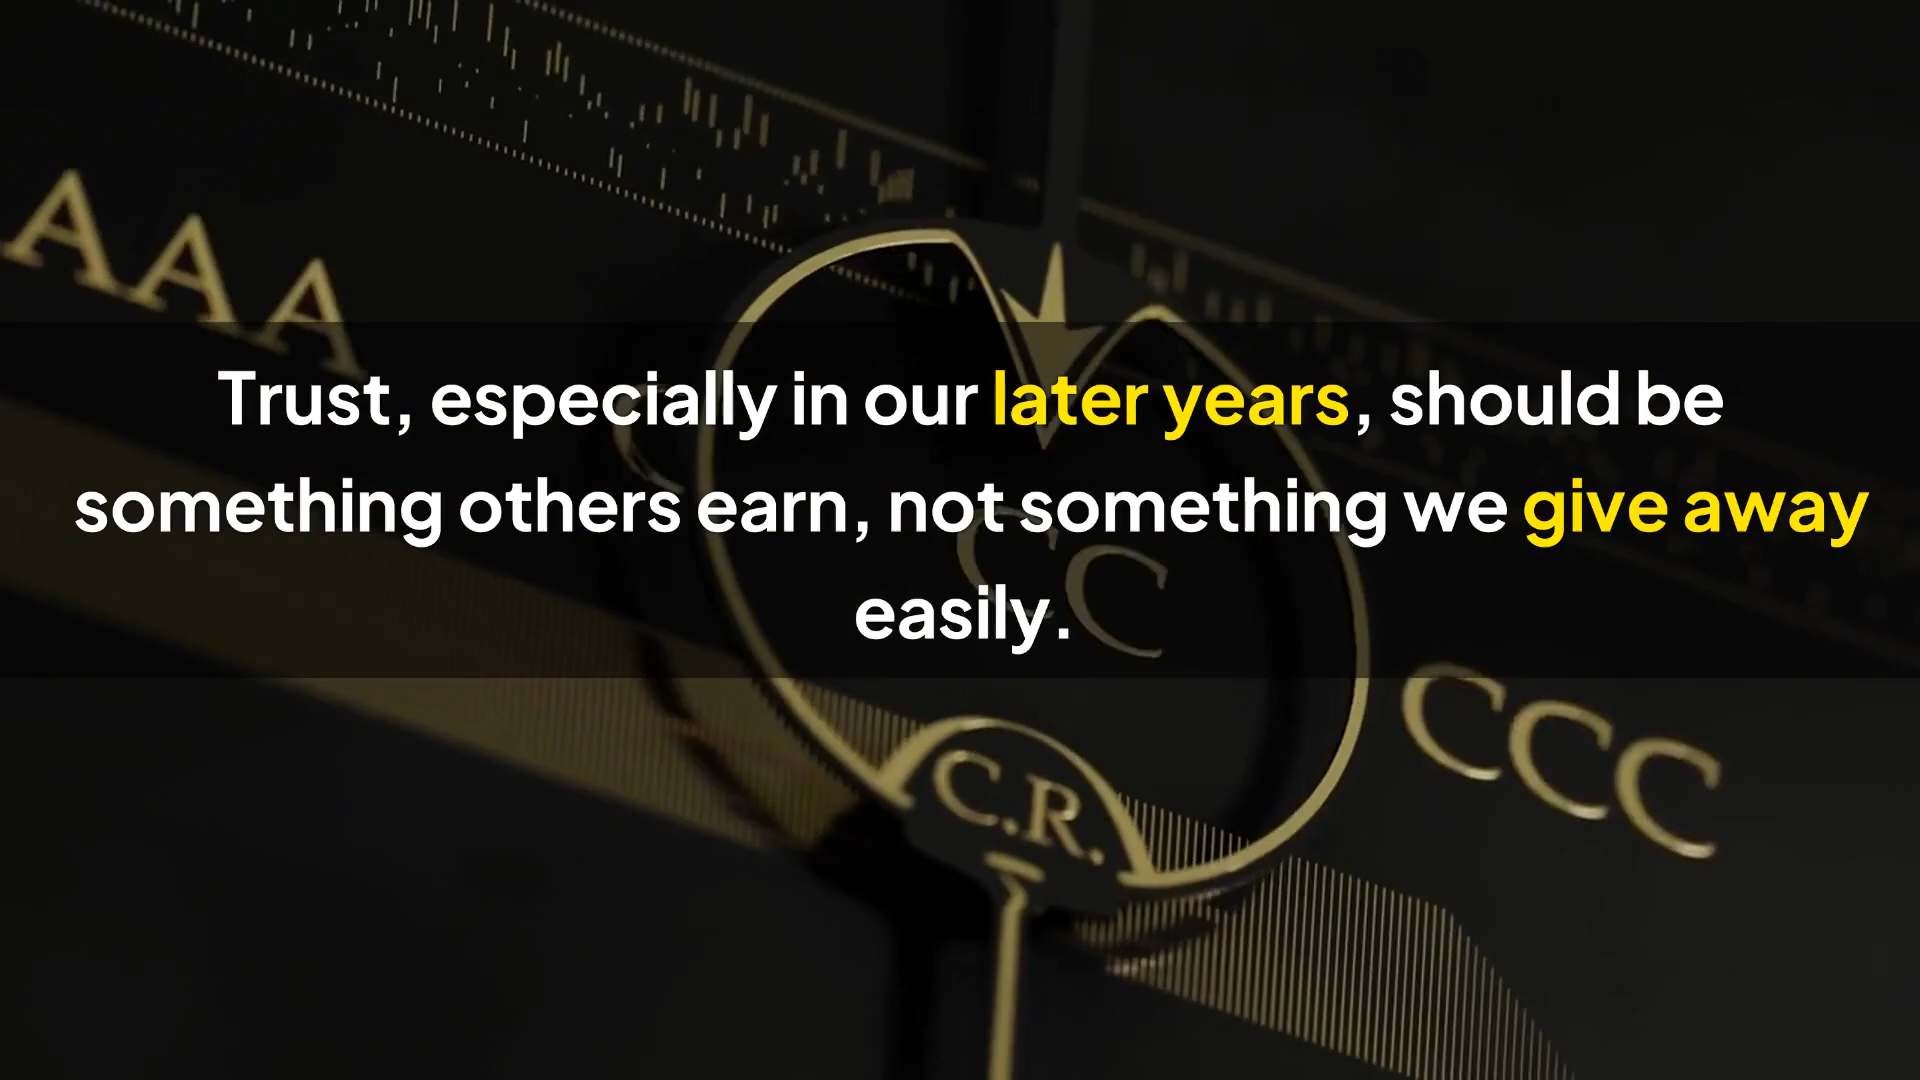 AAA
Trust, especially in our later years, should be
something others earn, not something we give away
easily.
CC
C.R.
CCC